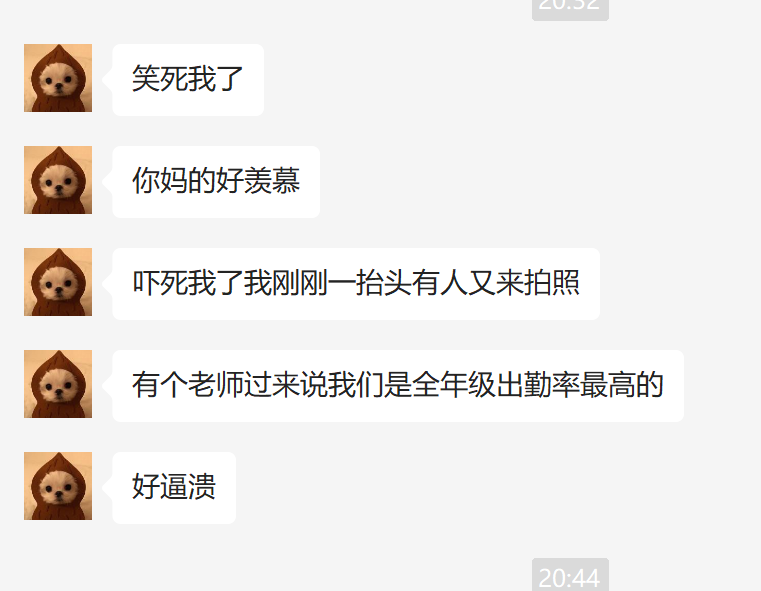 20:32
笑死我了
你妈的好羡慕
吓死我了我刚刚一抬头有人又来拍照
有个老师过来说我们是全年级出勤率最高的
好逼溃
20:44